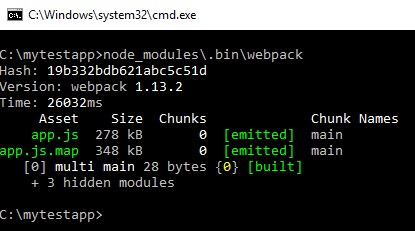 C:\Windows\system32\cmd.exe
C:\mytestapp>node_modules\.bin\webpack
Hash: 19b332bdb621abc5c51d
Version: webpack 1.13.2
Time: 26032ms
Asset Size Chunks Chunk Names
app.js 278 kB 0 [emitted] main
app.js.map 348 kB 0 [emitted] main
[0] multi main 28 bytes {0} [built]
+ 3 hidden modules
C:\mytestapp>